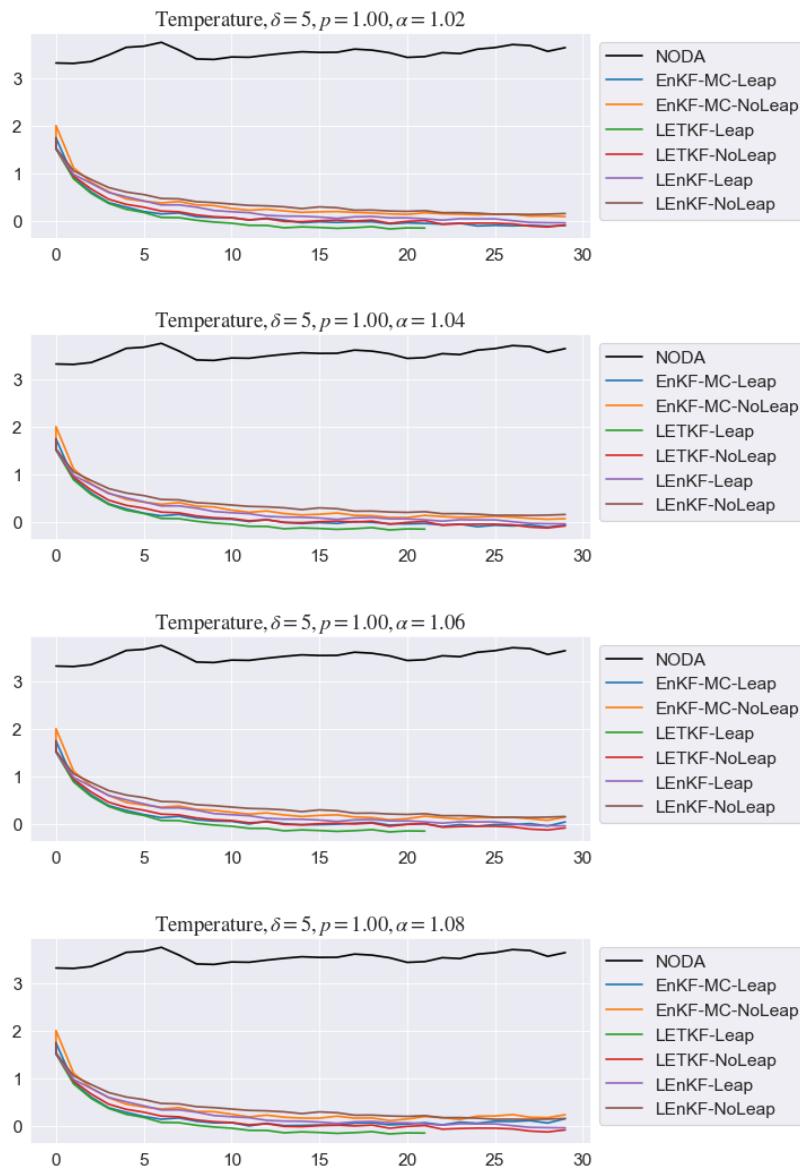 Temperature, δ = 5, p = 1.00, α = 1.02
3
2
1
0
0 5 10 15 20 25 30
NODA
EnKF-MC-Leap
EnKF-MC-NoLeap
LETKF-Leap
LETKF-NoLeap
LEnKF-Leap
LEnKF-NoLeap
Temperature, δ = 5, p = 1.00, α = 1.04
3
2
1
0
0 5 10 15 20 25 30
NODA
EnKF-MC-Leap
EnKF-MC-NoLeap
LETKF-Leap
LETKF-NoLeap
LEnKF-Leap
LEnKF-NoLeap
Temperature, δ = 5, p = 1.00, α = 1.06
3
2
1
0
0 5 10 15 20 25 30
NODA
EnKF-MC-Leap
EnKF-MC-NoLeap
LETKF-Leap
LETKF-NoLeap
LEnKF-Leap
LEnKF-NoLeap
Temperature, δ = 5, p = 1.00, α = 1.08
3
2
1
0
0 5 10 15 20 25 30
NODA
EnKF-MC-Leap
EnKF-MC-NoLeap
LETKF-Leap
LETKF-NoLeap
LEnKF-Leap
LEnKF-NoLeap